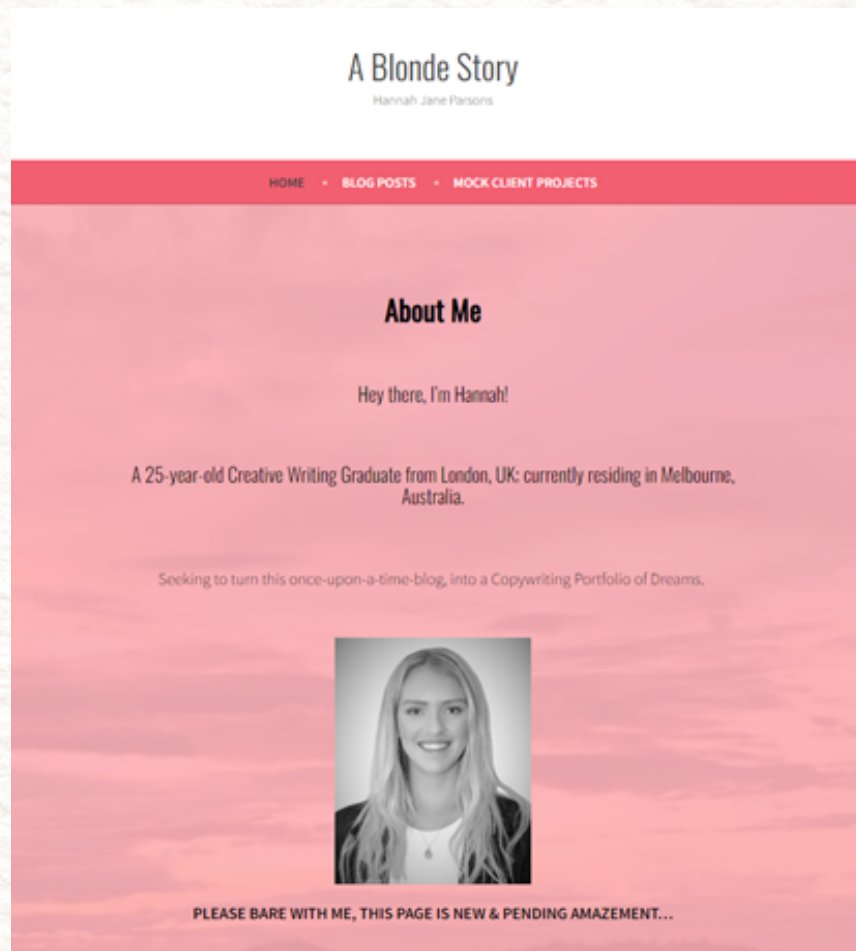 A Blonde Story
Hannah Jane Parsons
HOME • BLOG POSTS • MOCK CLIENT PROJECTS
About Me
Hey there, I'm Hannah!
A 25-year-old Creative Writing Graduate from London, UK: currently residing in Melbourne,
Australia.
Seeking to turn this once-upon-a-time-blog, into a Copywriting Portfolio of Dreams.
PLEASE BARE WITH ME, THIS PAGE IS NEW & PENDING AMAZEMENT...